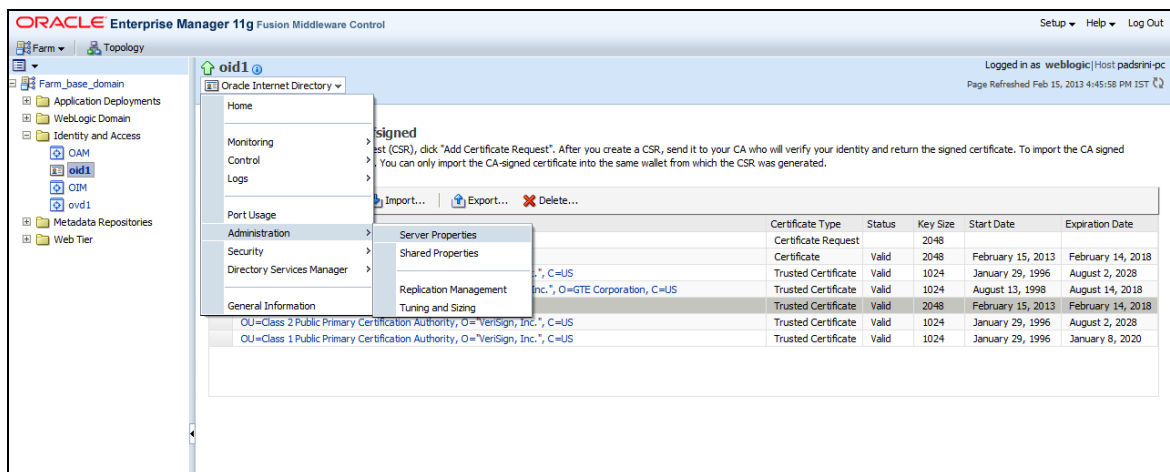 ORACLE Enterprise Manager 11g Fusion Middleware Control
Setup Help Log Out
Farm Topology
Farm_base_domain
Application Deployments
WebLogic Domain
Identity and Access
OAM
oid1
OIM
ovd1
Metadata Repositories
Web Tier
oid1
Logged in as weblogic|Host padsrini-pc
Oracle Internet Directory
Page Refreshed Feb 15, 2013 4:45:58 PM IST
Home
Monitoring
Control
Logs
Port Usage
Administration
Security
Directory Services Manager
General Information
Server Properties
Shared Properties
Replication Management
Tuning and Sizing
signed
est (CSR), click "Add Certificate Request". After you create a CSR, send it to your CA who will verify your identity and return the signed certificate. To import the CA signed
. You can only import the CA-signed certificate into the same wallet from which the CSR was generated.
Import... Export... Delete...
Certificate Type Status Key Size Start Date Expiration Date
Certificate Request 2048
Certificate Valid 2048 February 15, 2013 February 14, 2018
.", C=US Trusted Certificate Valid 1024 January 29, 1996 August 2, 2028
Inc.", O=GTE Corporation, C=US Trusted Certificate Valid 1024 August 13, 1998 August 14, 2018
Trusted Certificate Valid 2048 February 15, 2013 February 14, 2018
OU=Class 2 Public Primary Certification Authority, O="VeriSign, Inc.", C=US Trusted Certificate Valid 1024 January 29, 1996 August 2, 2028
OU=Class 1 Public Primary Certification Authority, O="VeriSign, Inc.", C=US Trusted Certificate Valid 1024 January 29, 1996 January 8, 2020